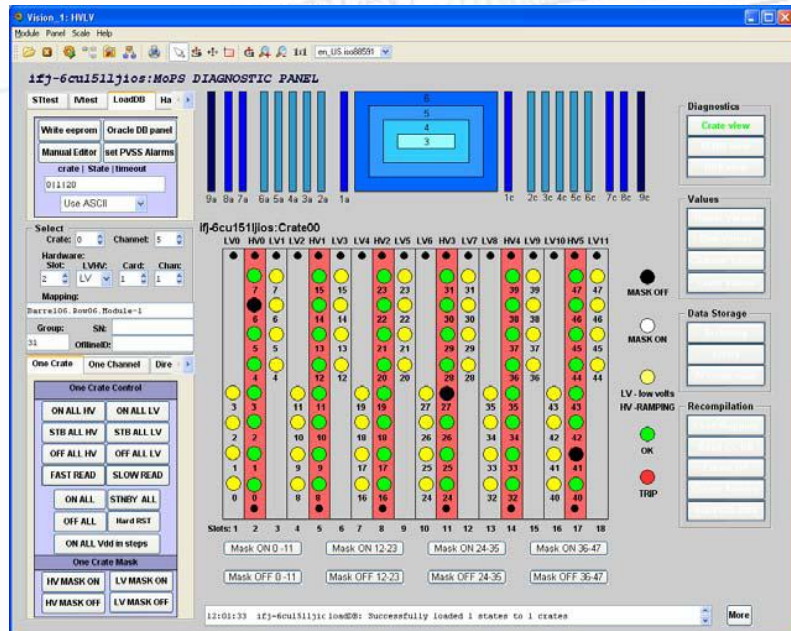 Vision_1: HVLV
Module Panel Scale Help
1:1 en_US.iso88591
ifj-6cu151ljios:MoPS DIAGNOSTIC PANEL
STtest IVtest LoadDB Ha
Write eeprom Oracle DB panel
Manual Editor set PVSS Alarms
crate | State | timeout
0|1|20
Use ASCII
6
5
4
3
9a 8a 7a 6a 5a 4a 3a 2a 1a 1c 2c 3c 4c 5c 6c 7c 8c 9c
Diagnostics
Crate view
Values
Data Storage
Recompilation
Select
Crate: 0 Channel: 5
Hardware:
Slot: LVHV: Card: Chan:
2 LV 1 1
Mapping:
Barrel06.Row06.Module-1
Group: SN:
31 OfflineID:
One Crate One Channel Dire
One Crate Control
ON ALL HV ON ALL LV
STB ALL HV STB ALL LV
OFF ALL HV OFF ALL LV
FAST READ SLOW READ
ON ALL STNBY ALL
OFF ALL Hard RST
ON ALL Vdd in steps
One Crate Mask
HV MASK ON LV MASK ON
HV MASK OFF LV MASK OFF
ifj-6cu151ljios:Crate00
LV0 HV0 LV1 LV2 HV1 LV3 LV4 HV2 LV5 LV6 HV3 LV7 LV8 HV4 LV9 LV10 HV5 LV11
7 7 15 15 23 23 31 31 39 39 47 47
6 6 14 14 22 22 30 30 38 38 46 46
5 5 13 13 21 21 29 29 37 37 45 45
4 4 12 12 20 20 28 28 36 36 44 44
3 3 11 11 19 19 27 27 35 35 43 43
2 2 10 10 18 18 26 26 34 34 42 42
1 1 9 9 17 17 25 25 33 33 41 41
0 0 8 8 16 16 24 24 32 32 40 40
Slots: 1 2 3 4 5 6 7 8 9 10 11 12 13 14 15 16 17 18
MASK OFF
MASK ON
LV - low volts
HV -RAMPING
OK
TRIP
Mask ON 0 -11 Mask ON 12-23 Mask ON 24-35 Mask ON 36-47
Mask OFF 0 -11 Mask OFF 12-23 Mask OFF 24-35 Mask OFF 36-47
12:01:33 ifj-6cu151ljic loadDB: Successfully loaded 1 states to 1 crates
More